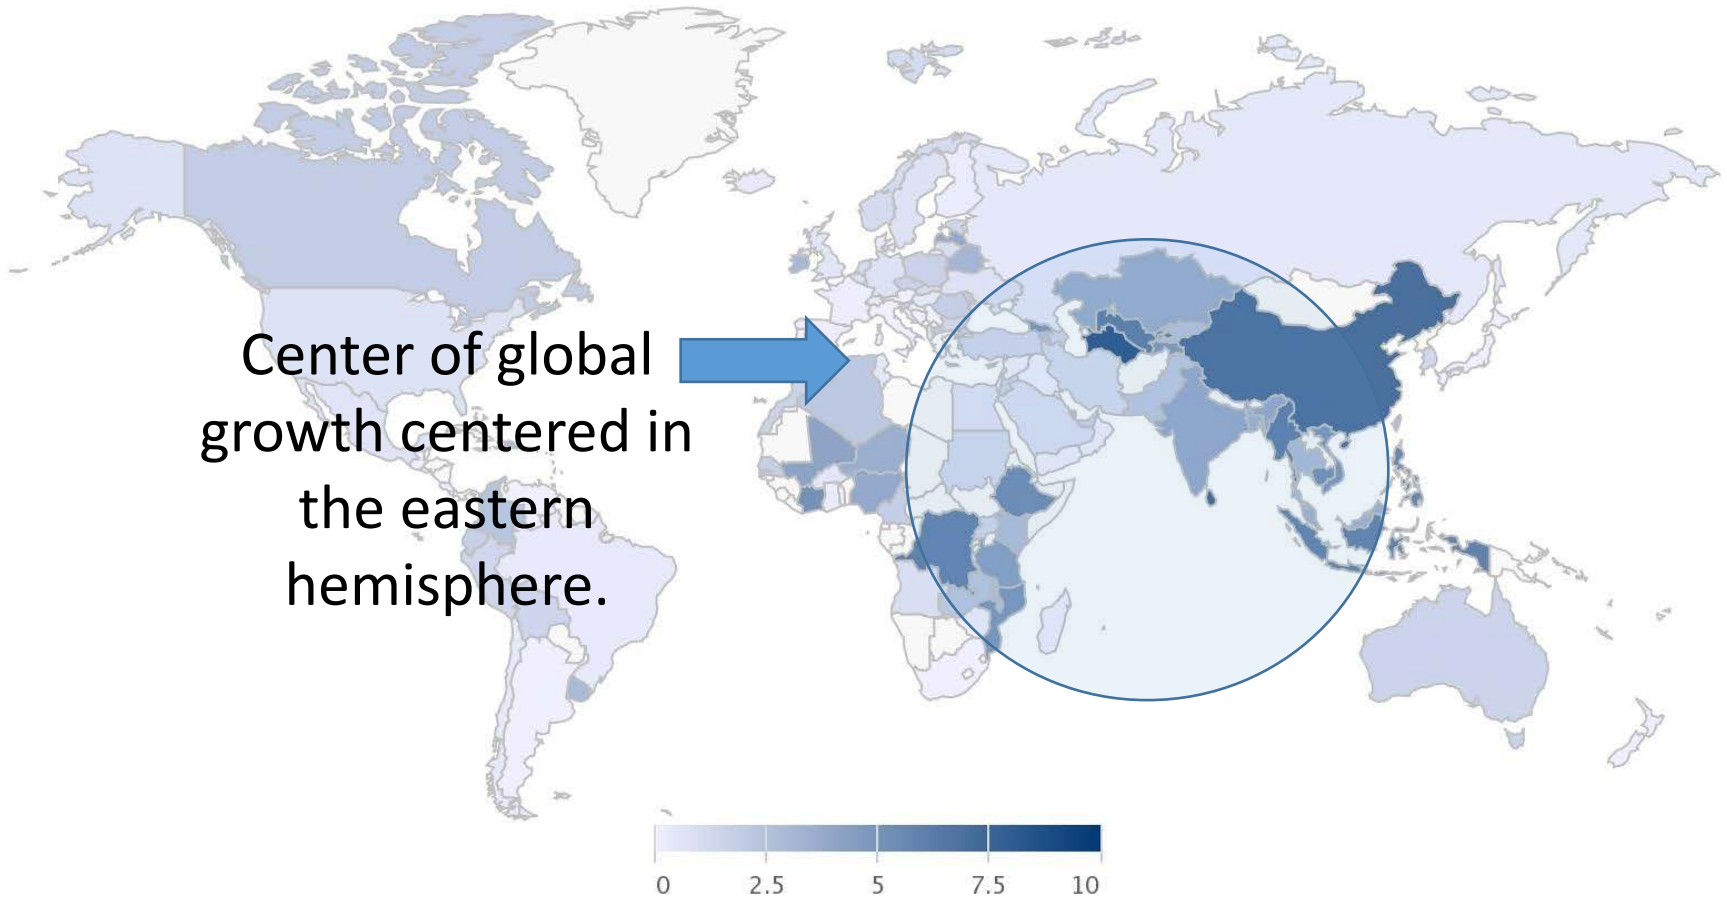 Center of global
growth centered in
the eastern
hemisphere.
0 2.5 5 7.5 10